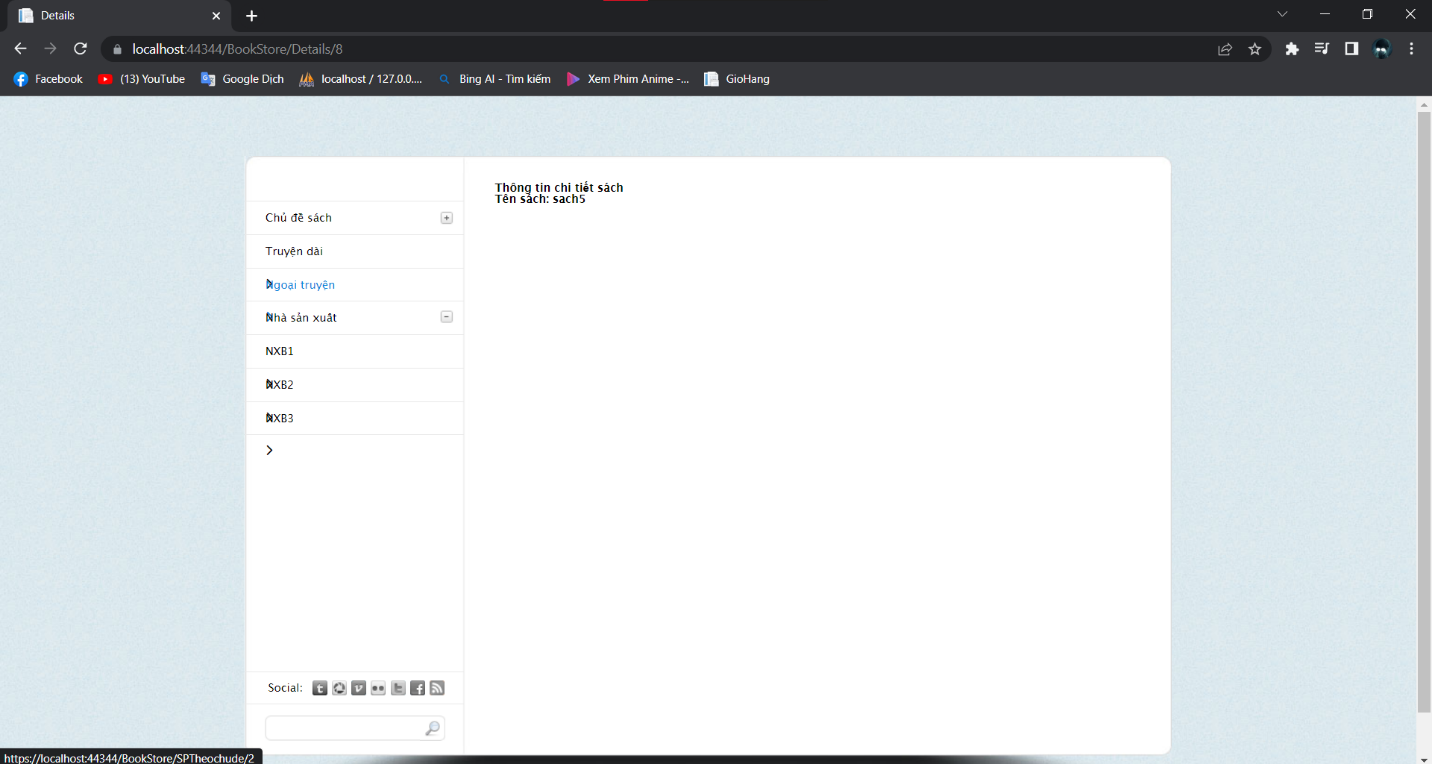 Details
localhost:44344/BookStore/Details/8
Facebook
(13) YouTube
Google Dịch
localhost / 127.0.0....
Bing AI - Tìm kiếm
Xem Phim Anime -...
GioHang
Thông tin chi tiết sách
Tên sách: sach5
Chủ đề sách
Truyện dài
Ngoại truyện
Nhà sản xuất
NXB1
NXB2
NXB3
Social:
https://localhost:44344/BookStore/SPTheochude/2